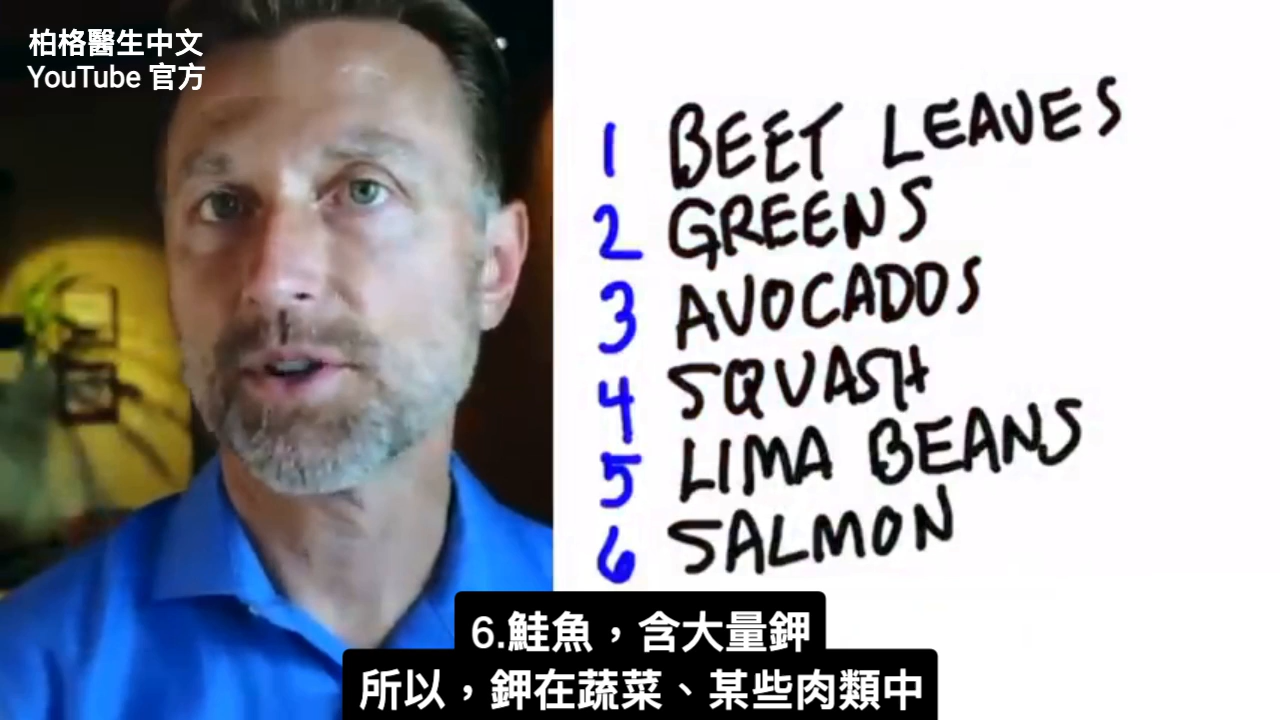 柏格醫生中文
YouTube 官方
1 BEET LEAVES
2 GREENS
3 AVOCADOS
4 SQUASH
5 LIMA BEANS
6 SALMON
6.鮭魚，含大量鉀
所以，鉀在蔬菜、某些肉類中